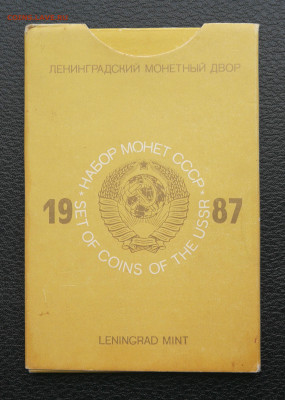 ЛЕНИНГРАДСКИЙ МОНЕТНЫЙ ДВОР
• НАБОР МОНЕТ СССР •
19 87
SET OF COINS OF THE USSR
LENINGRAD MINT